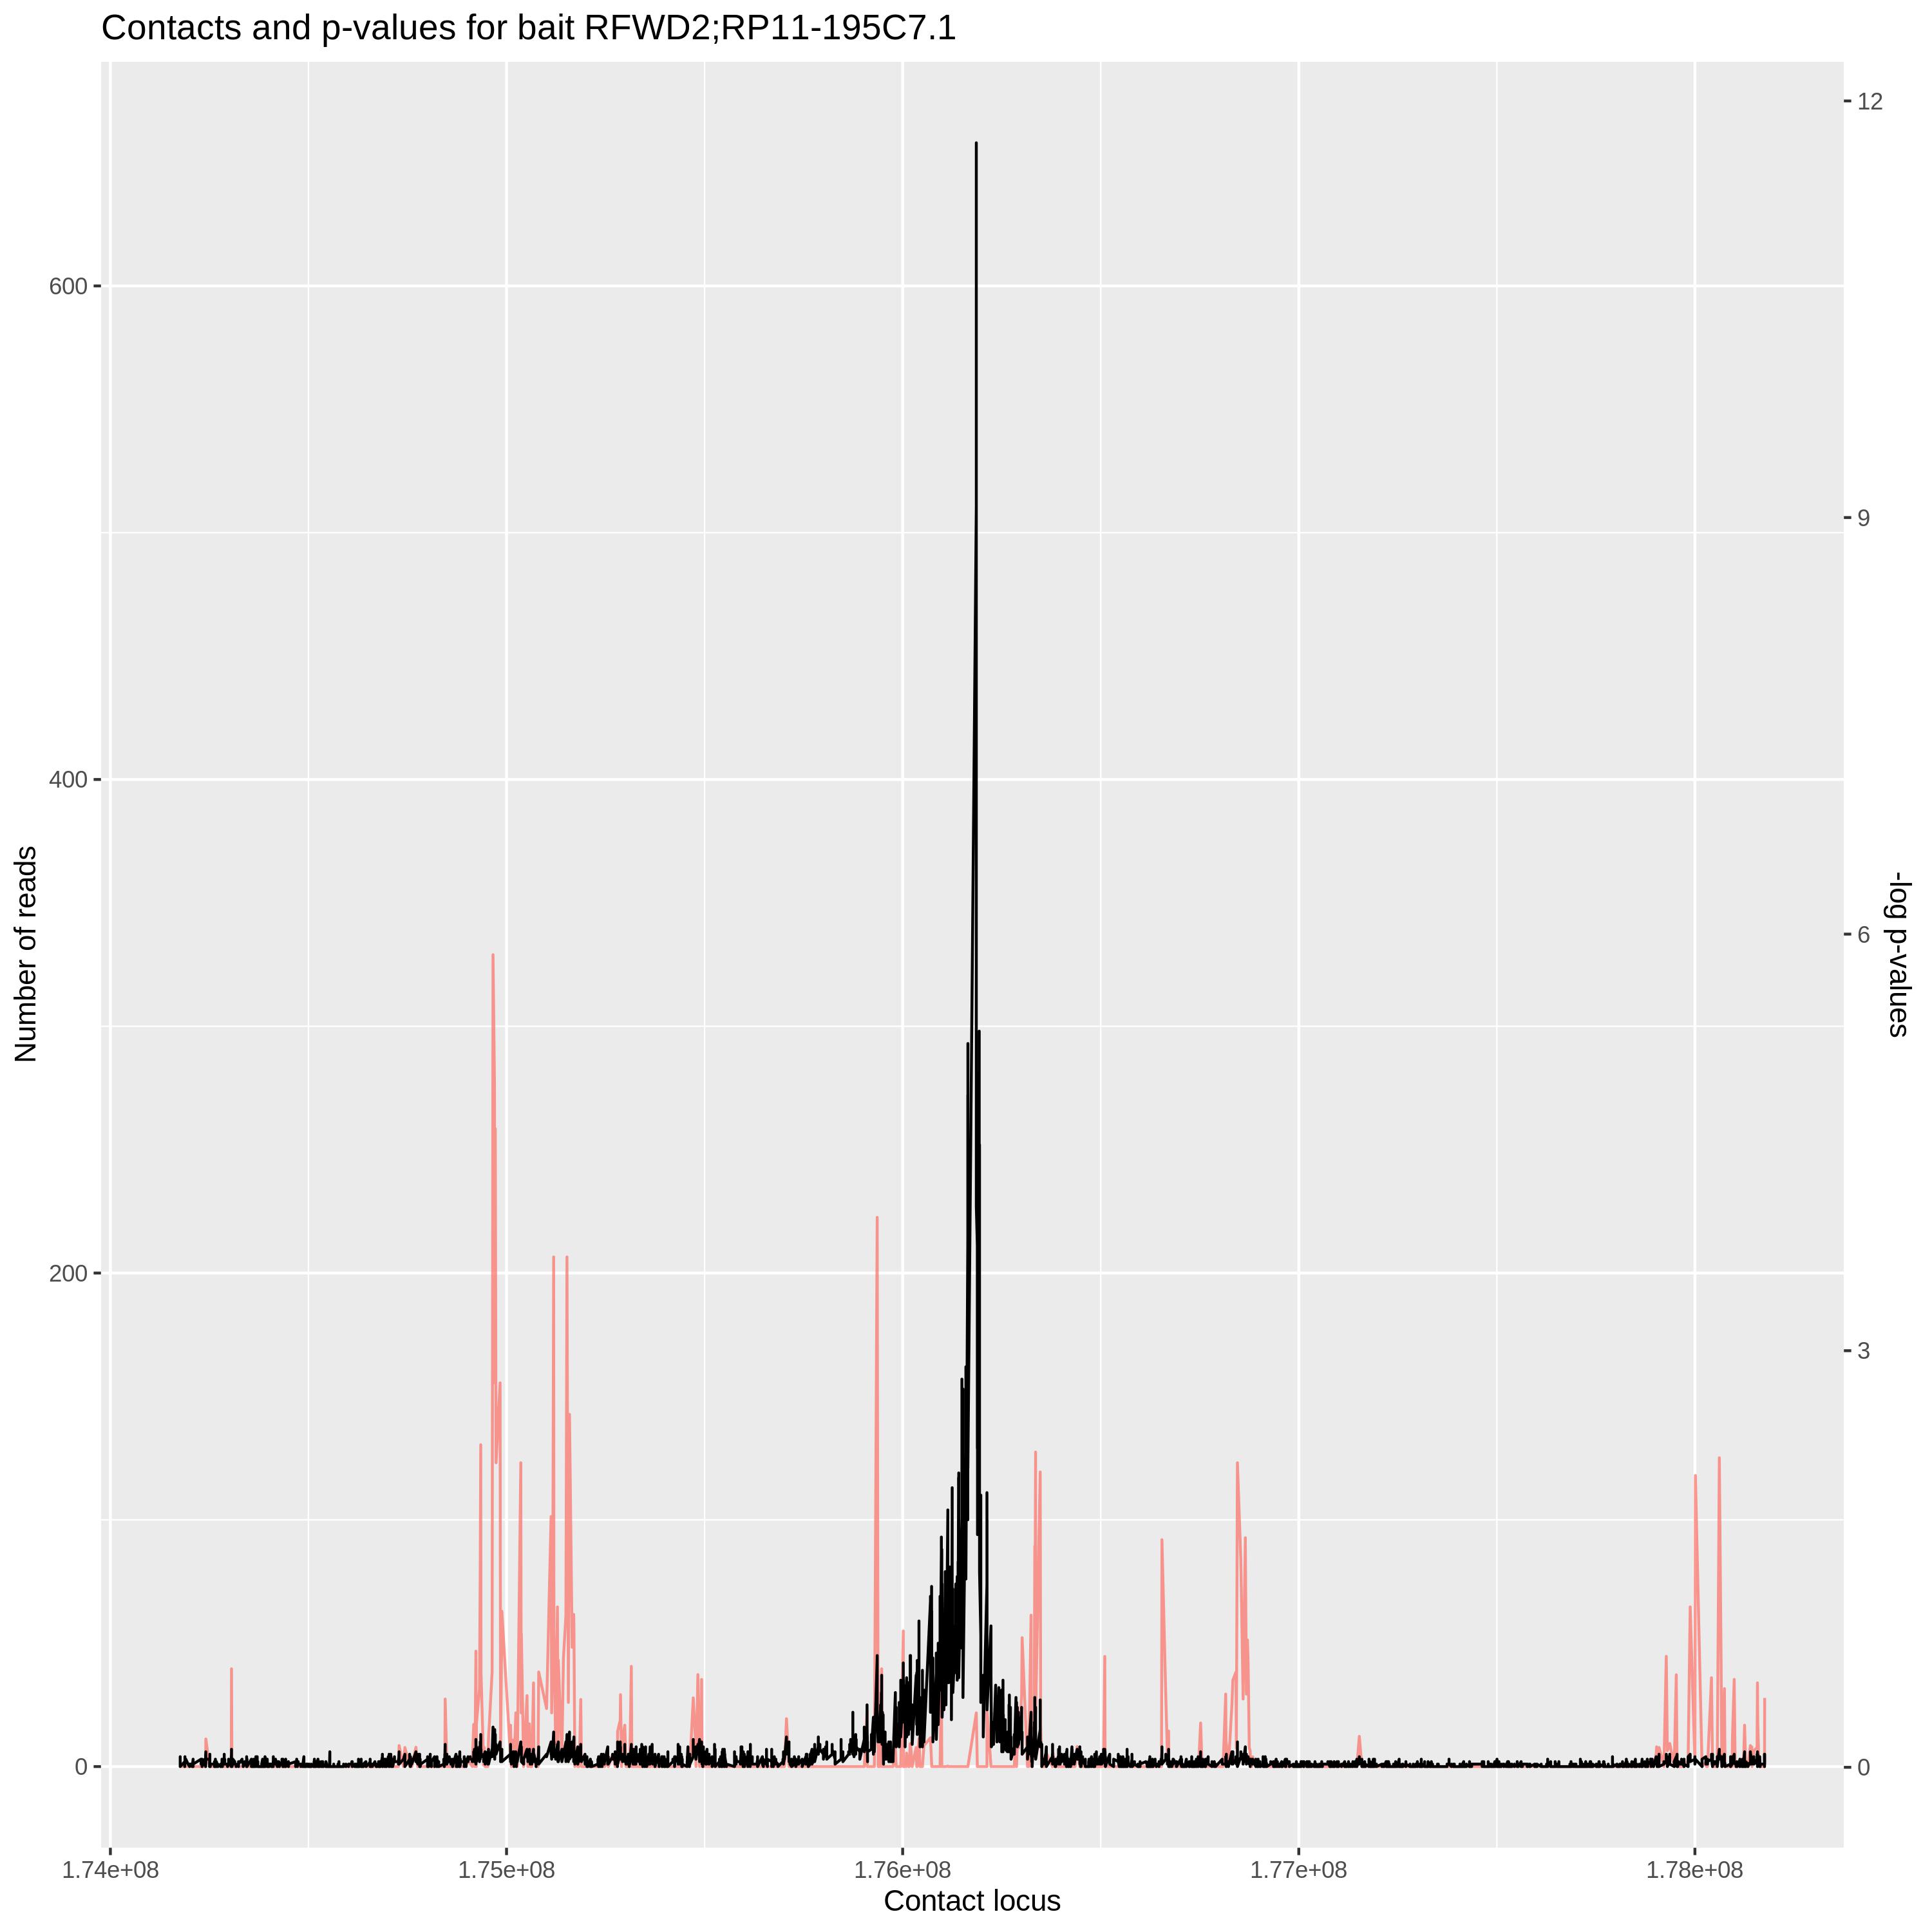 Contacts and p-values for bait RFWD2;RP11-195C7.1
12
600
9
400
Number of reads
-log p-values
6
200
3
0
0
1.74e+08
1.75e+08
1.76e+08
1.77e+08
1.78e+08
Contact locus